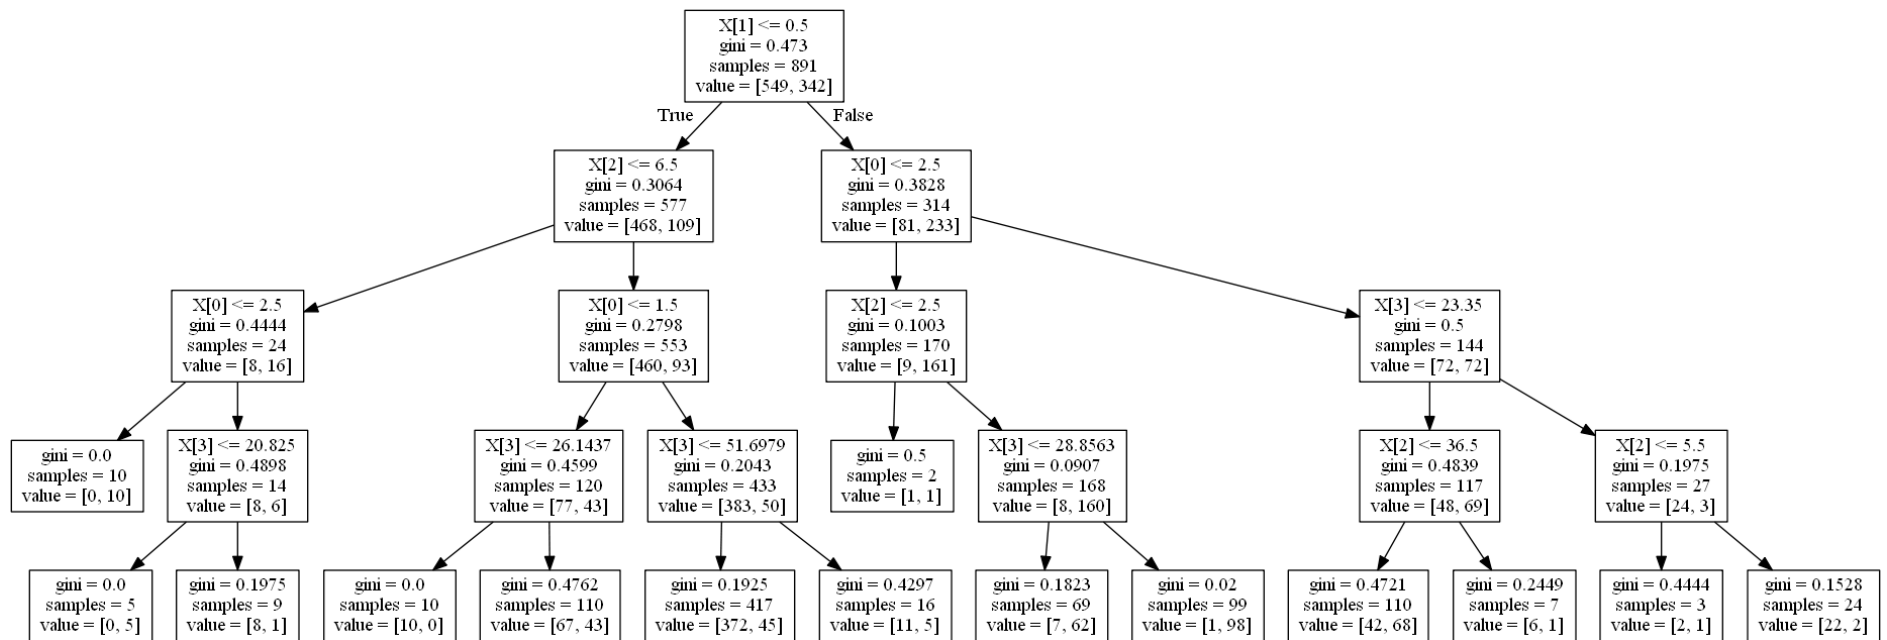 X[1] <= 0.5
gini = 0.473
samples = 891
value = [549, 342]
True
False
X[2] <= 6.5
gini = 0.3064
samples = 577
value = [468, 109]
X[0] <= 2.5
gini = 0.3828
samples = 314
value = [81, 233]
X[0] <= 2.5
gini = 0.4444
samples = 24
value = [8, 16]
X[0] <= 1.5
gini = 0.2798
samples = 553
value = [460, 93]
X[2] <= 2.5
gini = 0.1003
samples = 170
value = [9, 161]
X[3] <= 23.35
gini = 0.5
samples = 144
value = [72, 72]
gini = 0.0
samples = 10
value = [0, 10]
X[3] <= 20.825
gini = 0.4898
samples = 14
value = [8, 6]
X[3] <= 26.1437
gini = 0.4599
samples = 120
value = [77, 43]
X[3] <= 51.6979
gini = 0.2043
samples = 433
value = [383, 50]
gini = 0.5
samples = 2
value = [1, 1]
X[3] <= 28.8563
gini = 0.0907
samples = 168
value = [8, 160]
X[2] <= 36.5
gini = 0.4839
samples = 117
value = [48, 69]
X[2] <= 5.5
gini = 0.1975
samples = 27
value = [24, 3]
gini = 0.0
samples = 5
value = [0, 5]
gini = 0.1975
samples = 9
value = [8, 1]
gini = 0.0
samples = 10
value = [10, 0]
gini = 0.4762
samples = 110
value = [67, 43]
gini = 0.1925
samples = 417
value = [372, 45]
gini = 0.4297
samples = 16
value = [11, 5]
gini = 0.1823
samples = 69
value = [7, 62]
gini = 0.02
samples = 99
value = [1, 98]
gini = 0.4721
samples = 110
value = [42, 68]
gini = 0.2449
samples = 7
value = [6, 1]
gini = 0.4444
samples = 3
value = [2, 1]
gini = 0.1528
samples = 24
value = [22, 2]